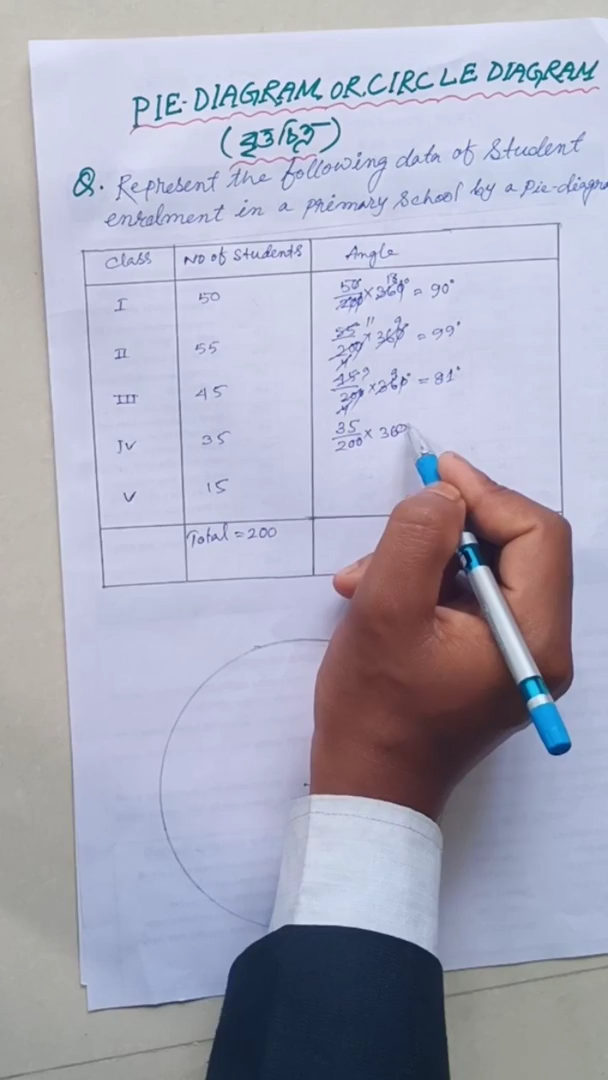 PIE-DIAGRAM OR CIRCLE DIAGRAM
Q. Represent the following data of Student
enrolment in a primary School by a pie-diagra
Class No of Students Angle
I 50 50/200 × 360° = 90°
II 55 55/200 × 360 = 99°
III 45 45/200 × 360° = 81°
IV 35 35/200 × 360
V 15
Total = 200